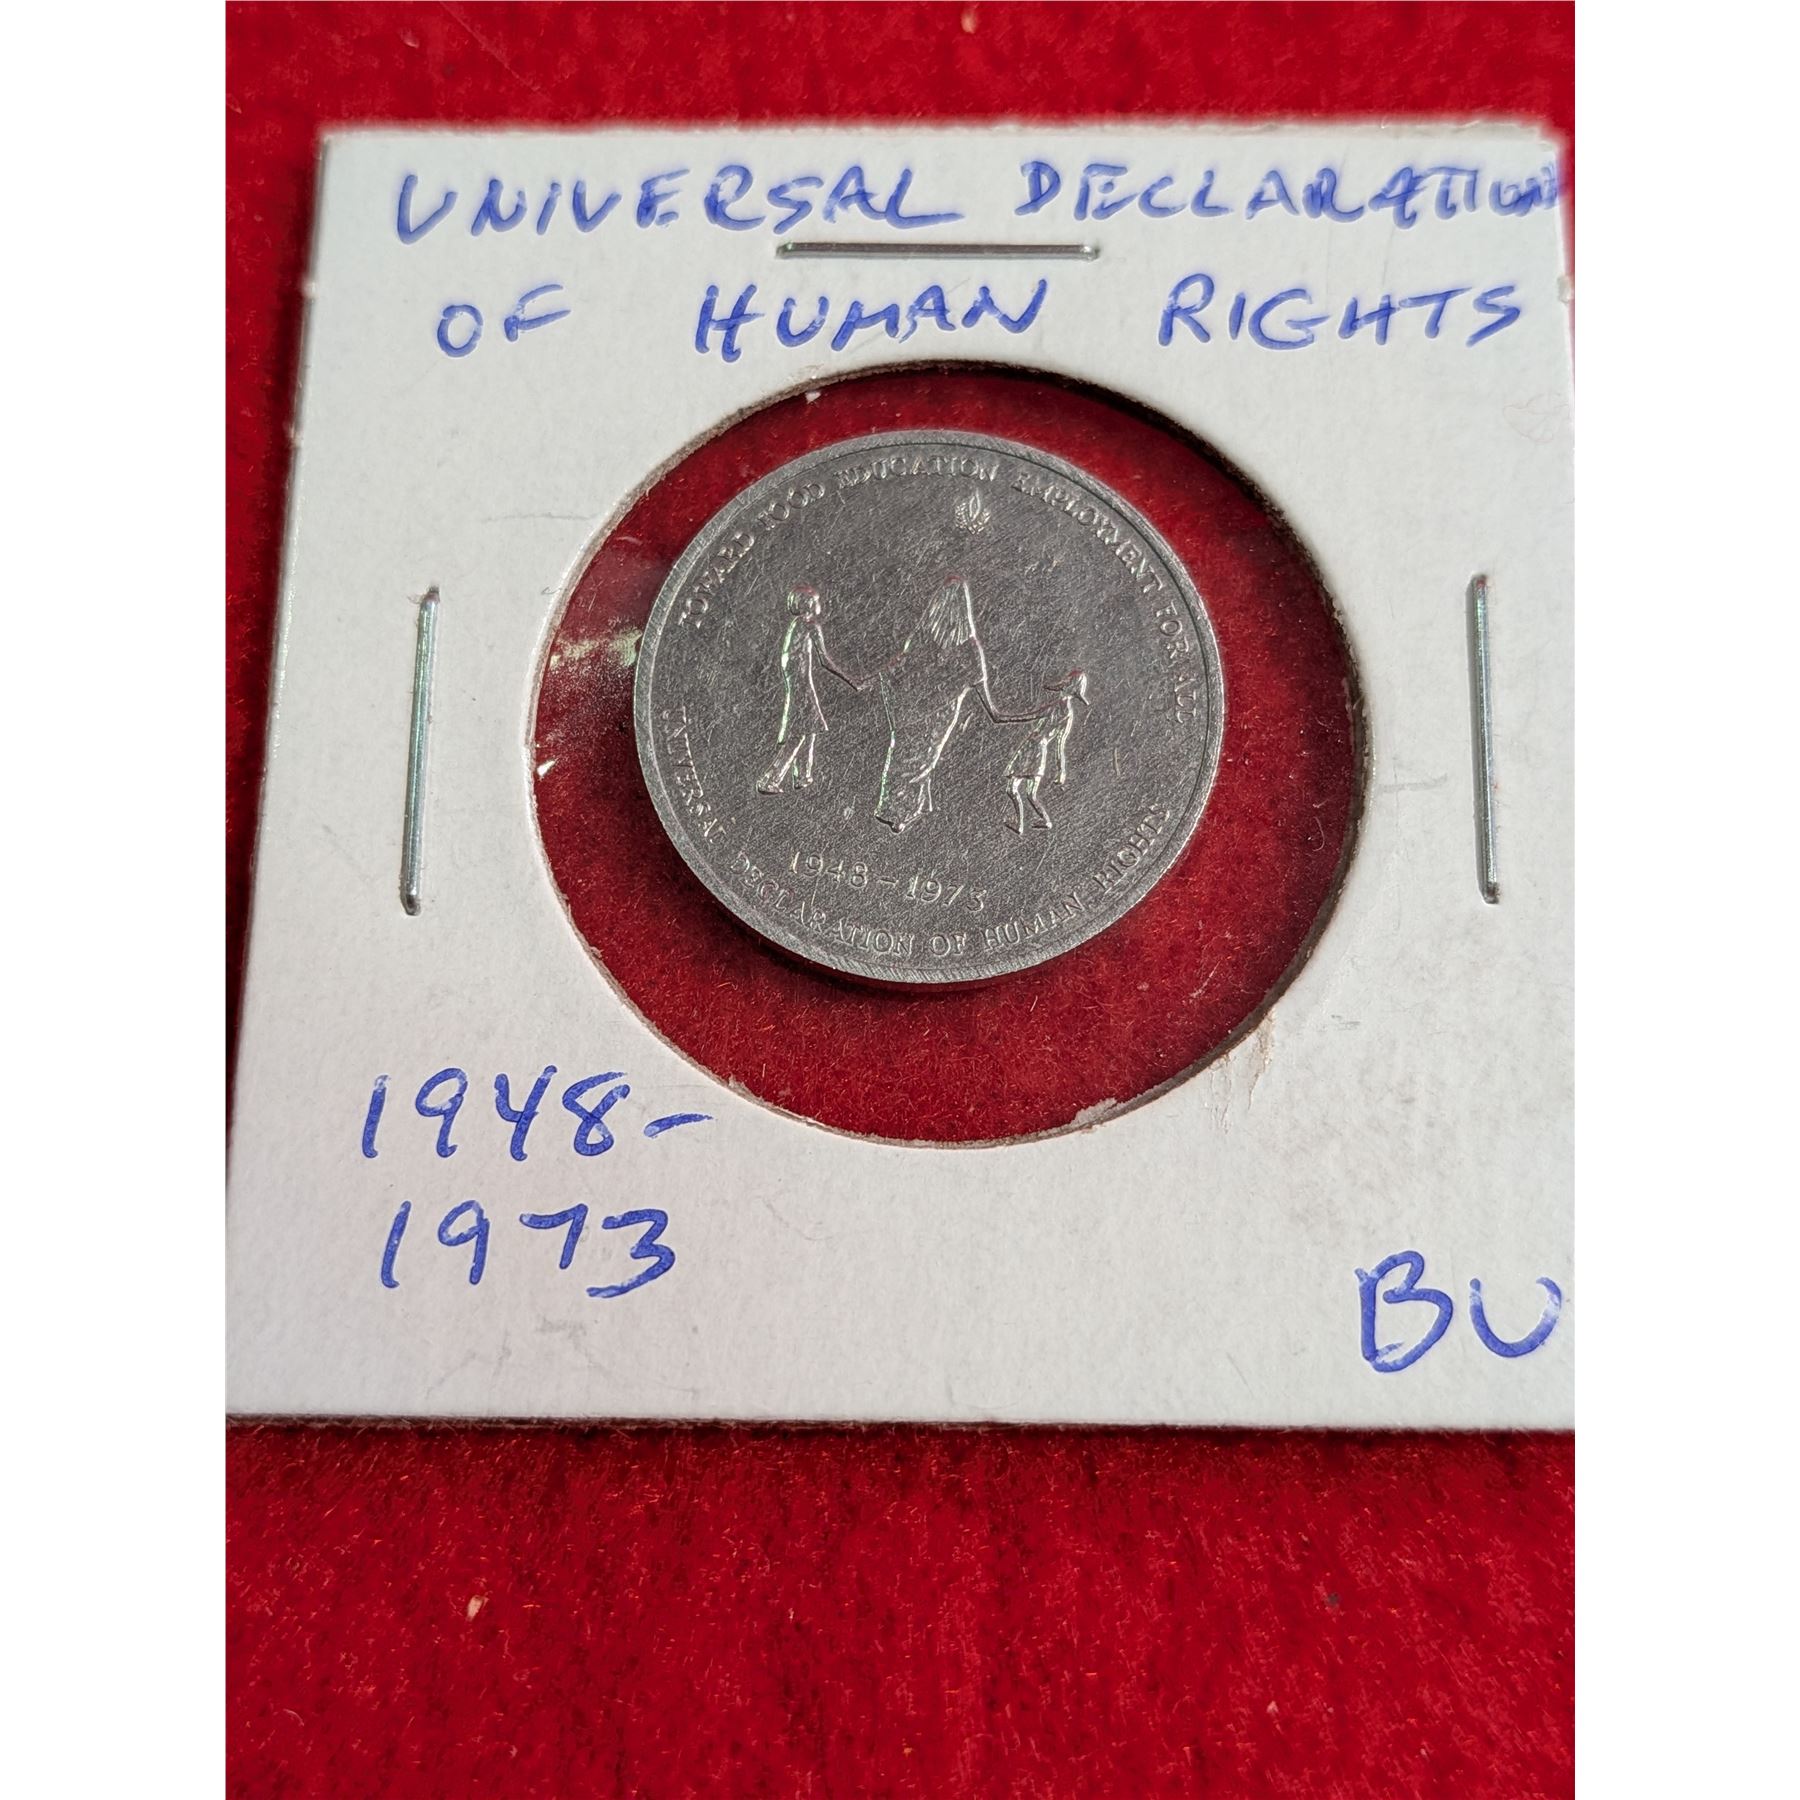 UNIVERSAL DECLARATION
OF HUMAN RIGHTS
TOWARD FOOD EDUCATION EMPLOYMENT FOR ALL
1948-1973
UNIVERSAL DECLARATION OF HUMAN RIGHTS
1948-
1973
BU